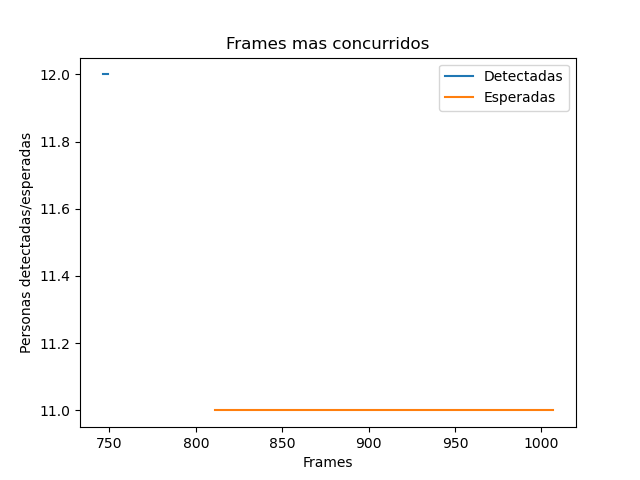 Frames mas concurridos
Detectadas
Esperadas
Personas detectadas/esperadas
12.0
11.8
11.6
11.4
11.2
11.0
750 800 850 900 950 1000
Frames